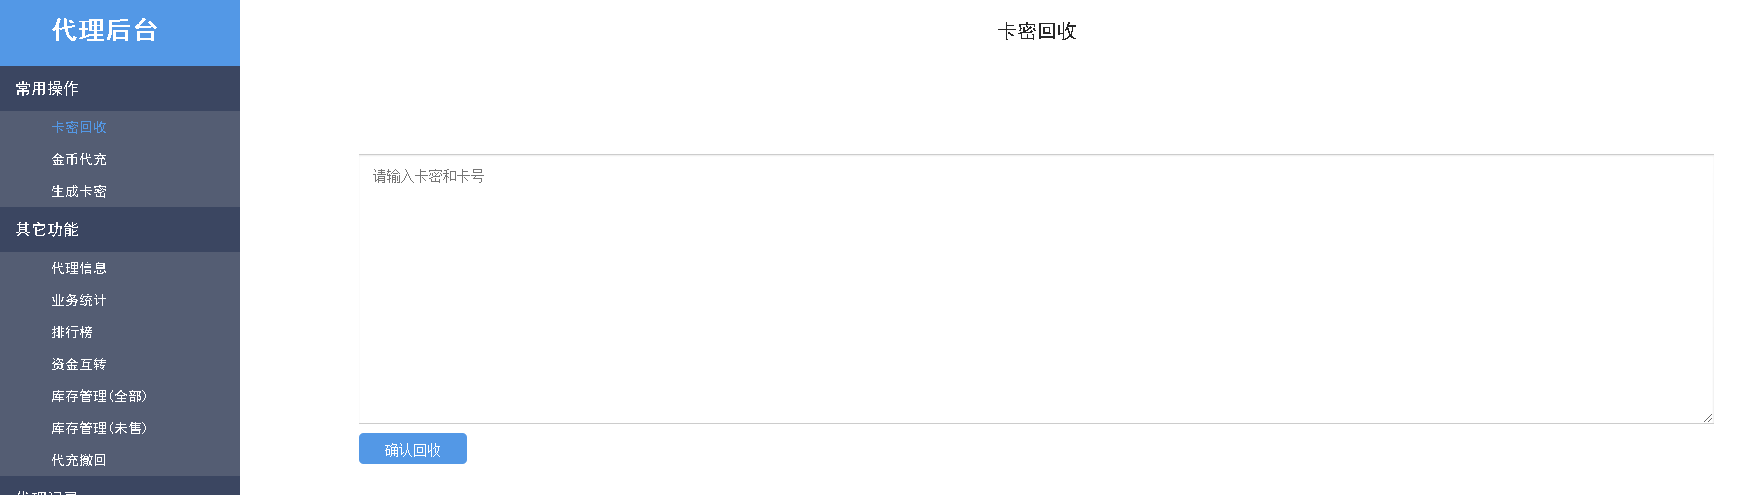 代理后台
常用操作
卡密回收
金币代充
生成卡密
其它功能
代理信息
业务统计
排行榜
资金互转
库存管理(全部)
库存管理(未售)
代充撤回
卡密回收
请输入卡密和卡号
确认回收